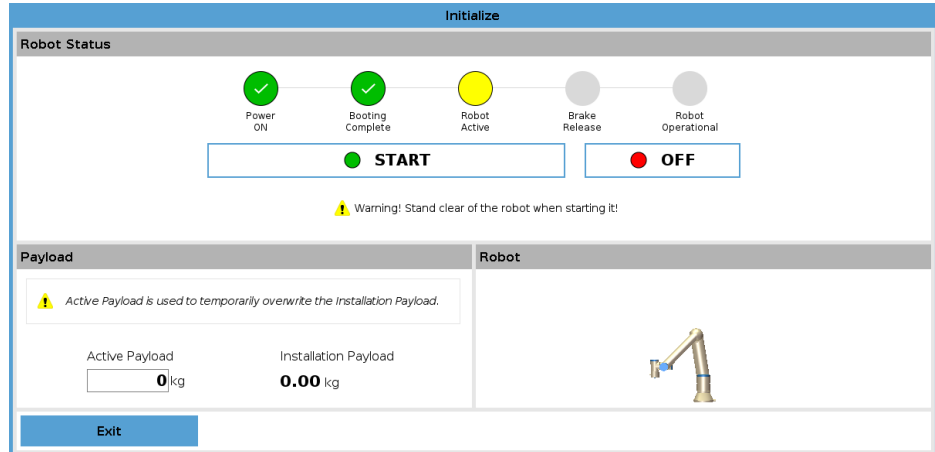 Initialize
Robot Status
Power
ON
Booting
Complete
Robot
Active
Brake
Release
Robot
Operational
START
OFF
Warning! Stand clear of the robot when starting it!
Payload
Robot
Active Payload is used to temporarily overwrite the Installation Payload.
Active Payload
Installation Payload
0 kg
0.00 kg
Exit